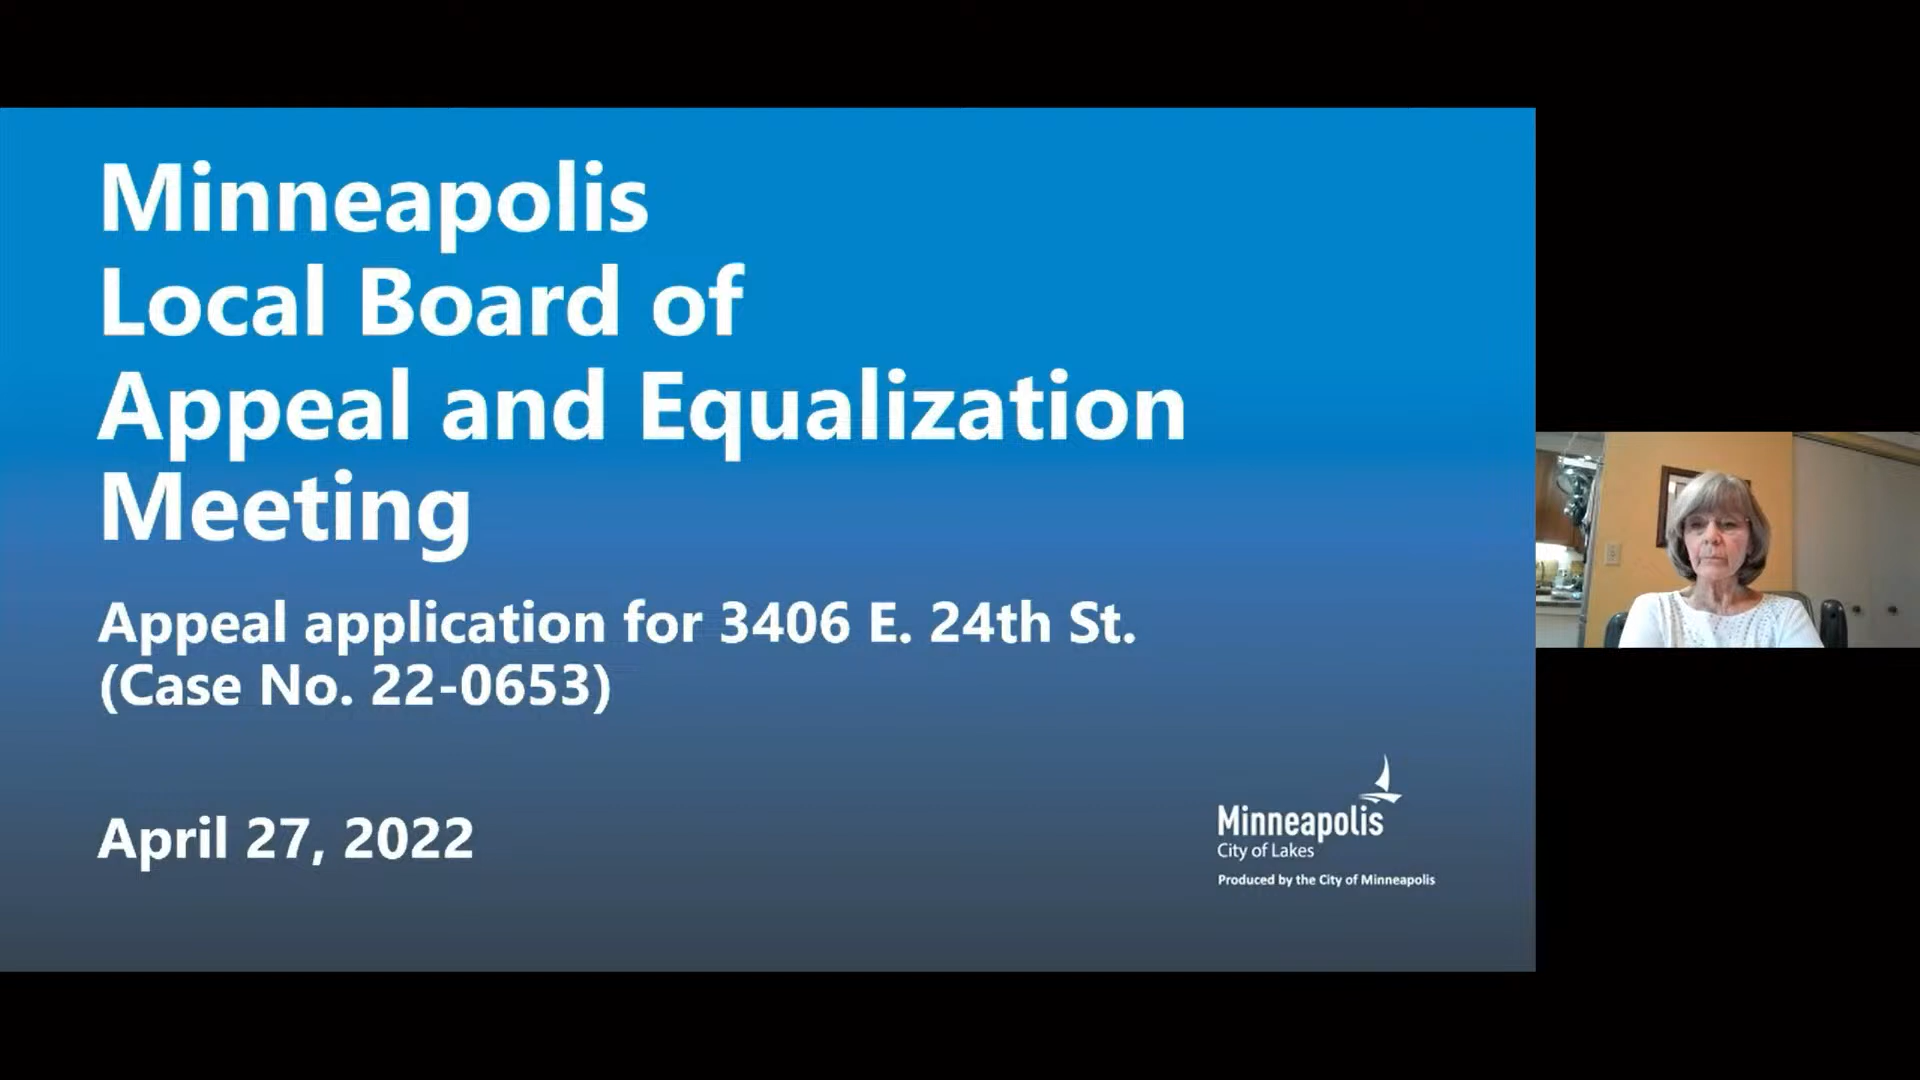 Minneapolis
Local Board of
Appeal and Equalization
Meeting
Appeal application for 3406 E. 24th St.
(Case No. 22-0653)
April 27, 2022
Minneapolis
City of Lakes
Produced by the City of Minneapolis